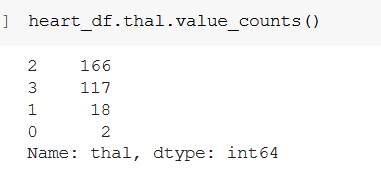 ] heart_df.thal.value_counts()
2    166
3    117
1    18
0    2
Name: thal, dtype: int64